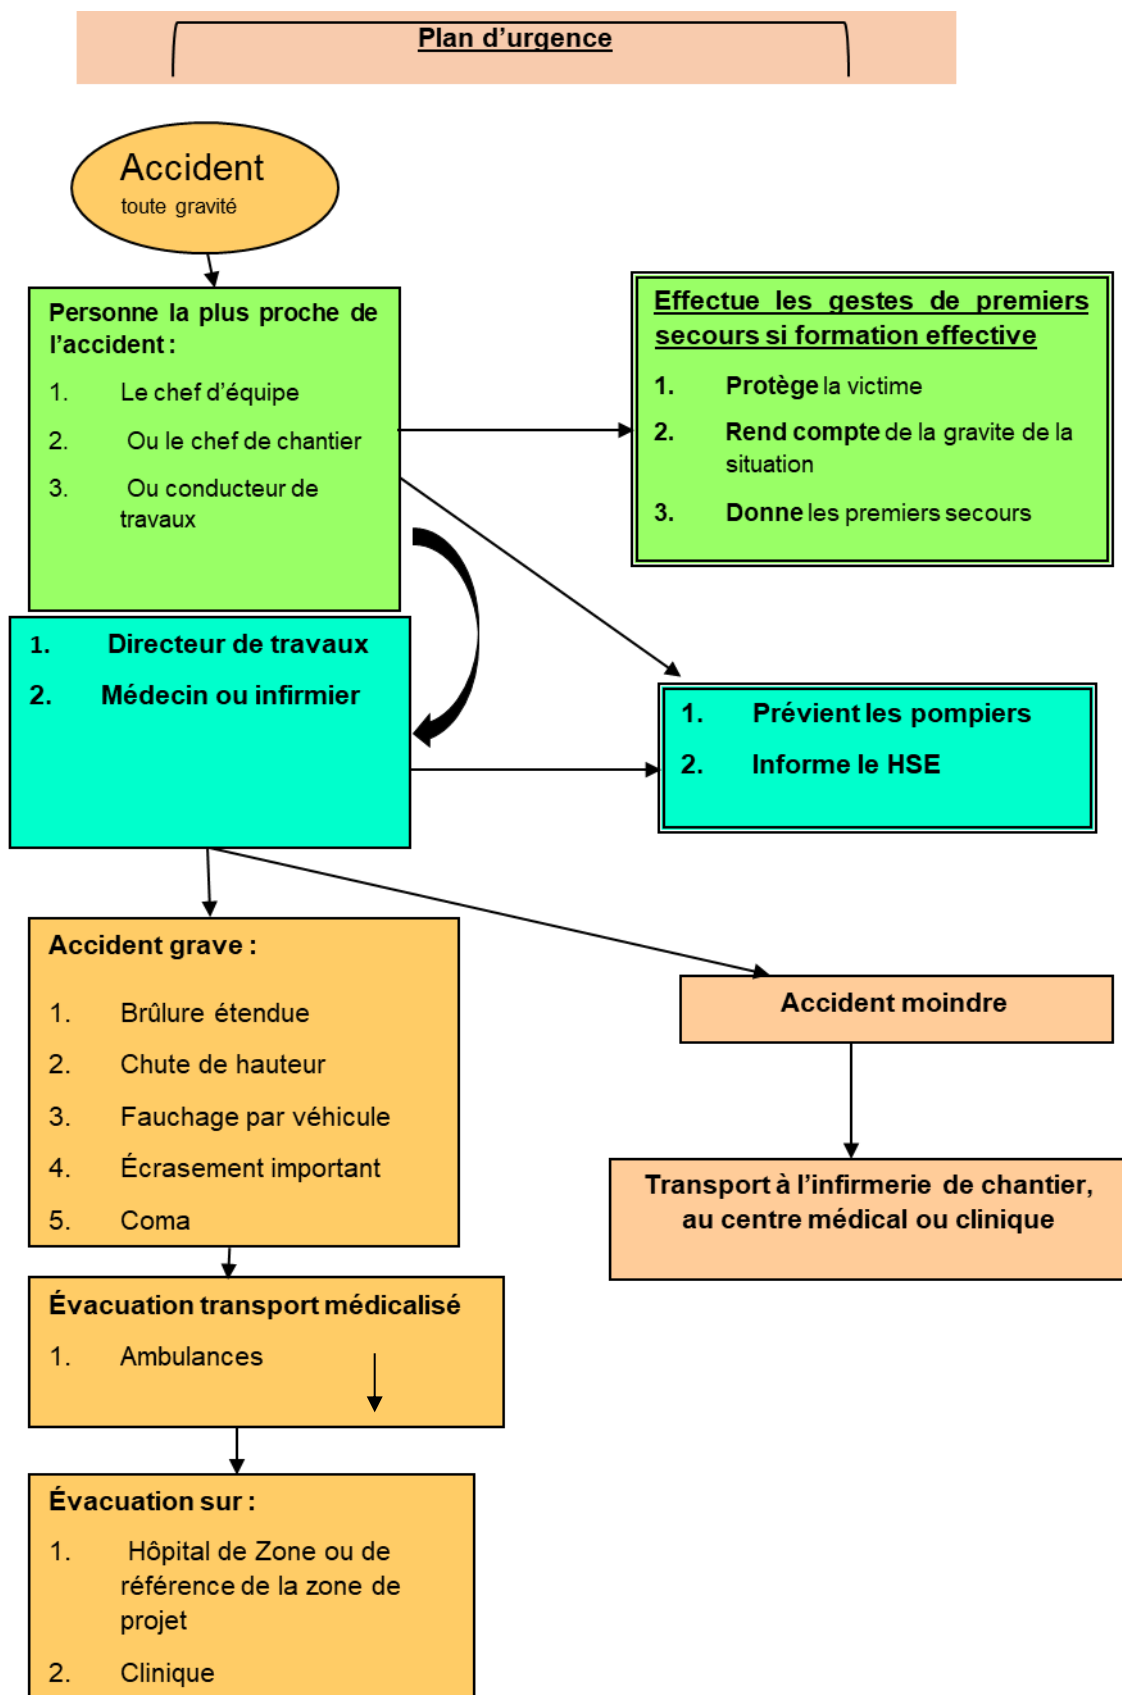 Plan d'urgence
Accident
toute gravité
Personne la plus proche de
l'accident :
1. Le chef d'équipe
2. Ou le chef de chantier
3. Ou conducteur de
travaux
Effectue les gestes de premiers
secours si formation effective
1. Protège la victime
2. Rend compte de la gravite de la
situation
3. Donne les premiers secours
1. Directeur de travaux
2. Médecin ou infirmier
1. Prévient les pompiers
2. Informe le HSE
Accident grave :
1. Brûlure étendue
2. Chute de hauteur
3. Fauchage par véhicule
4. Écrasement important
5. Coma
Accident moindre
Transport à l'infirmerie de chantier,
au centre médical ou clinique
Évacuation transport médicalisé
1. Ambulances
Évacuation sur :
1. Hôpital de Zone ou de
référence de la zone de
projet
2. Clinique